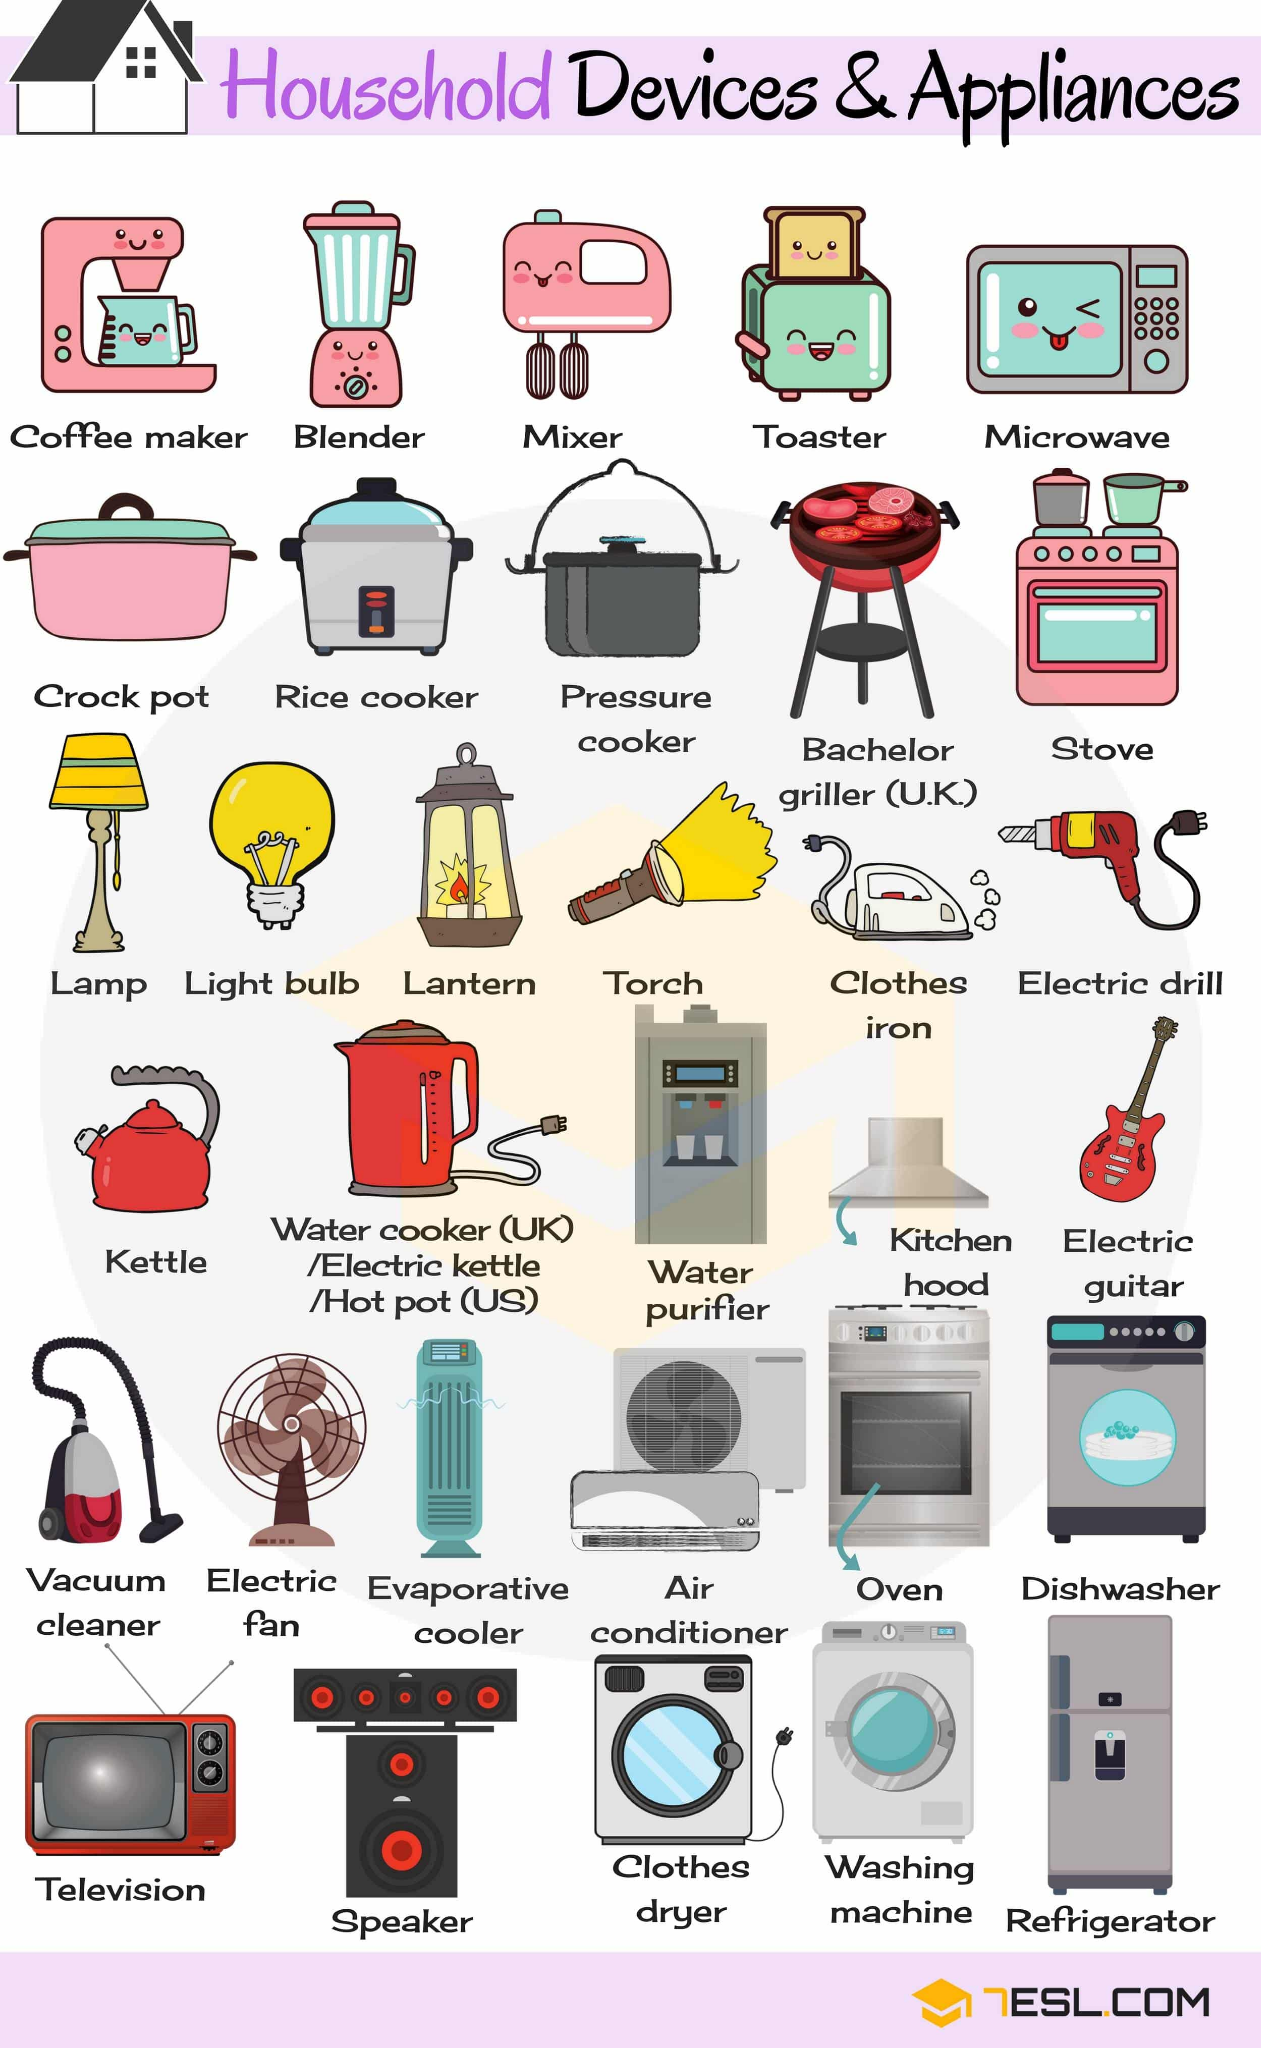 Household Devices & Appliances
Coffee maker
Blender
Mixer
Toaster
Microwave
Crock pot
Rice cooker
Pressure
cooker
Bachelor
griller (U.K.)
Stove
Lamp
Light bulb
Lantern
Torch
Clothes
iron
Electric drill
Kettle
Water cooker (UK)
/Electric kettle
/Hot pot (US)
Water
purifier
Kitchen
hood
Electric
guitar
Vacuum
cleaner
Electric
fan
Evaporative
cooler
Air
conditioner
Oven
Dishwasher
Television
Speaker
Clothes
dryer
Washing
machine
Refrigerator
7ESL.COM